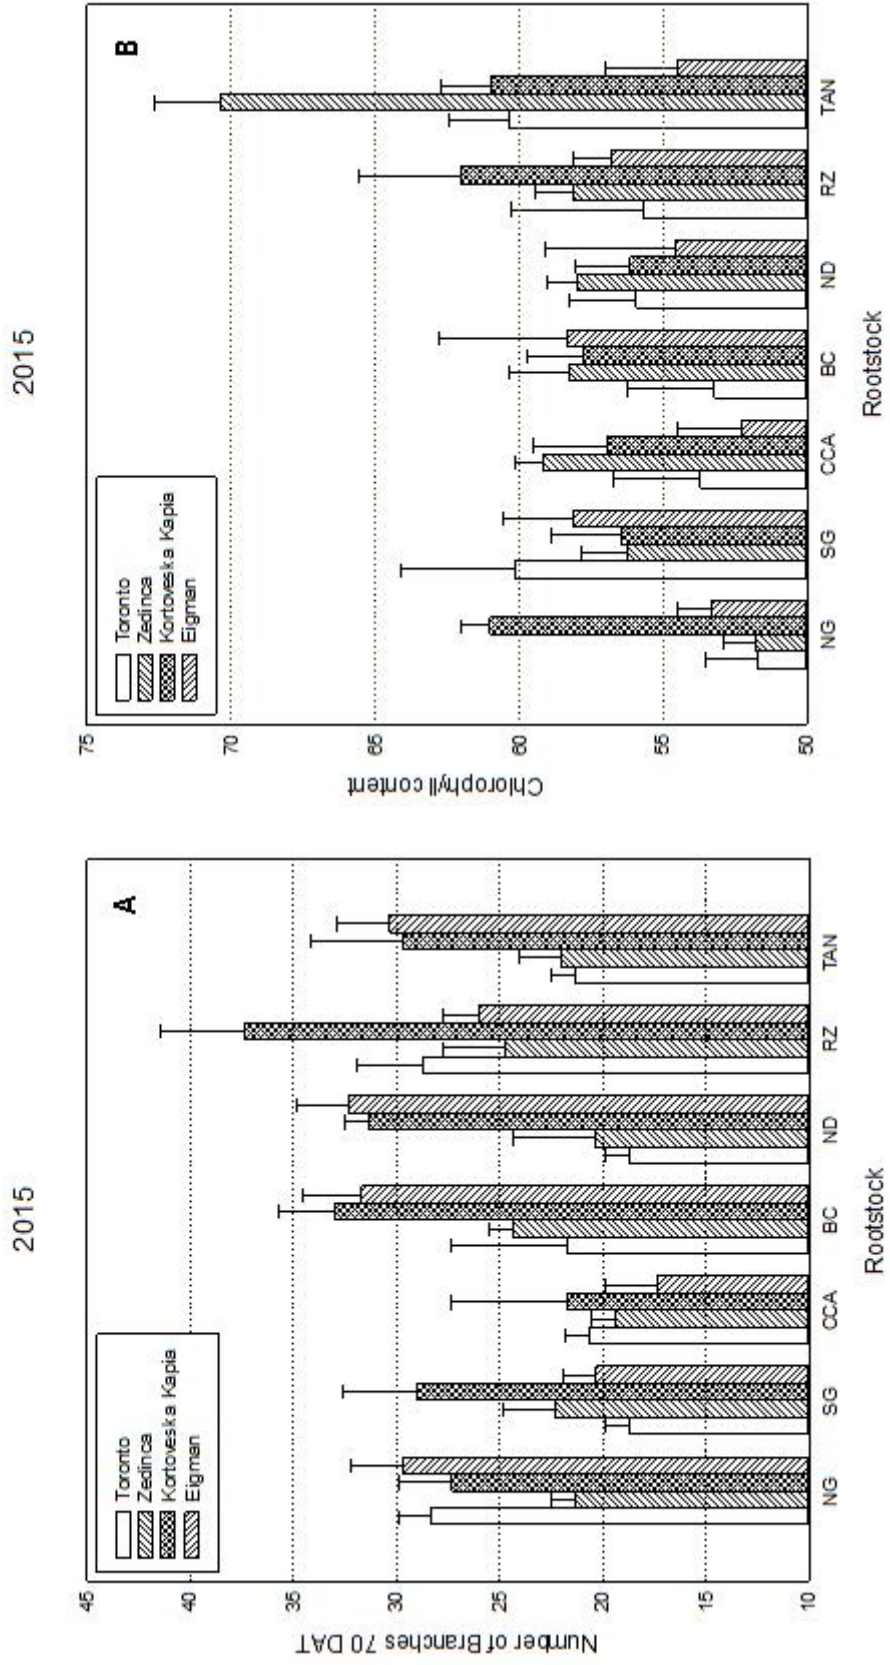 2015
A
Toronto
Zedinca
Kortoveska Kapia
Eigman
45
40
35
30
25
20
15
10
Number of Branches 70 DAT
NG SG CCA BC ND RZ TAN
Rootstock
2015
B
Toronto
Zedinca
Kortoveska Kapia
Eigman
75
70
65
60
55
50
Chlorophyll content
NG SG CCA BC ND RZ TAN
Rootstock